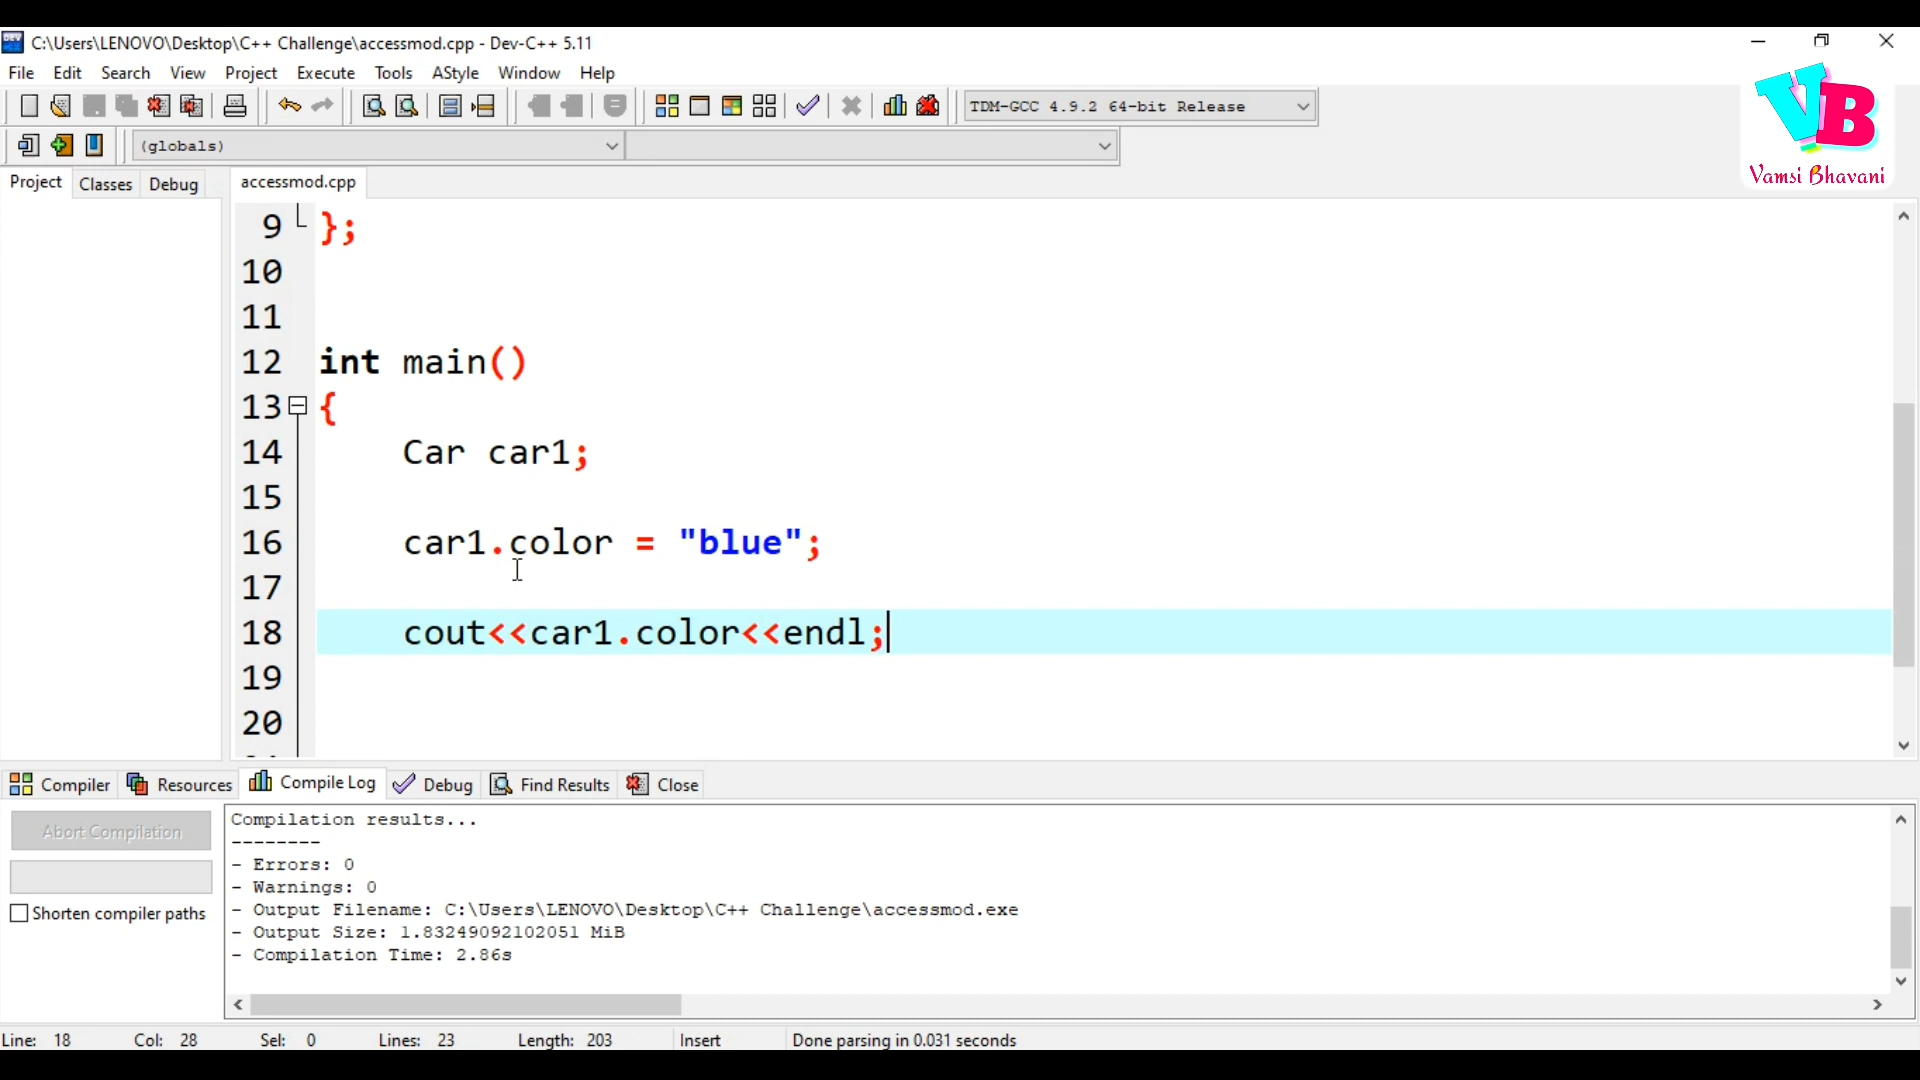 C:\Users\LENOVO\Desktop\C++ Challenge\accessmod.cpp - Dev-C++ 5.11
File Edit Search View Project Execute Tools AStyle Window Help
TDM-GCC 4.9.2 64-bit Release
(globals)
VB
Vamsi Bhavani
Project Classes Debug accessmod.cpp
9 };
10
11
12 int main()
13 {
14 Car car1;
15
16 car1.color = "blue";
17
18 cout<<car1.color<<endl;
19
20
Compiler Resources Compile Log Debug Find Results Close
Abort Compilation
Shorten compiler paths
Compilation results...
--------
- Errors: 0
- Warnings: 0
- Output Filename: C:\Users\LENOVO\Desktop\C++ Challenge\accessmod.exe
- Output Size: 1.83249092102051 MiB
- Compilation Time: 2.86s
Line: 18 Col: 28 Sel: 0 Lines: 23 Length: 203 Insert Done parsing in 0.031 seconds